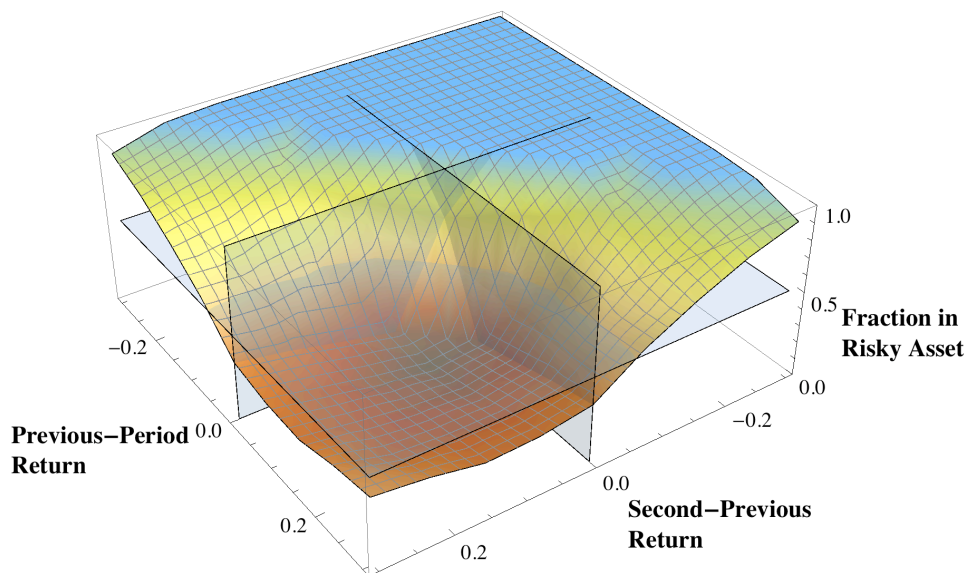 1.0
0.5
Fraction in
Risky Asset
0.0
−0.2
−0.2
Previous−Period
Return
0.0
0.0
Second−Previous
Return
0.2
0.2